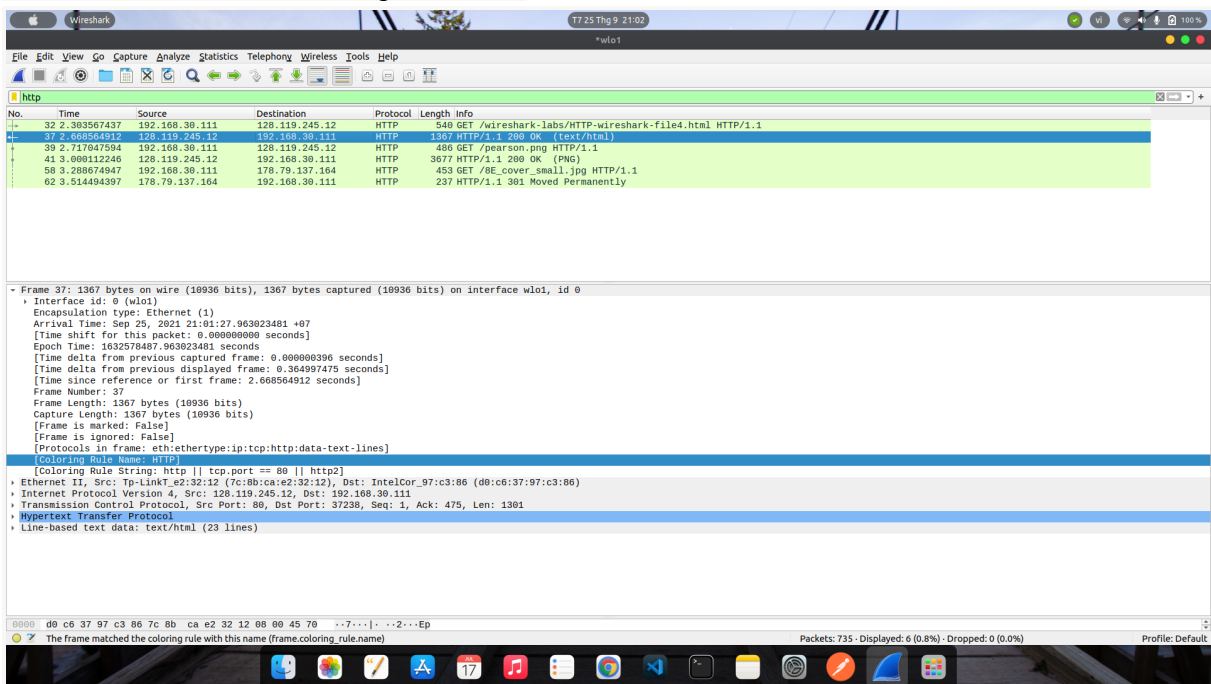 Wireshark T7 25 Thg 9 21:02 vi 100 %
*wlo1
File Edit View Go Capture Analyze Statistics Telephony Wireless Tools Help
http
No. Time Source Destination Protocol Length Info
32 2.303567437 192.168.30.111 128.119.245.12 HTTP 540 GET /wireshark-labs/HTTP-wireshark-file4.html HTTP/1.1
37 2.668564912 128.119.245.12 192.168.30.111 HTTP 1367 HTTP/1.1 200 OK (text/html)
39 2.717047594 192.168.30.111 128.119.245.12 HTTP 486 GET /pearson.png HTTP/1.1
41 3.000112246 128.119.245.12 192.168.30.111 HTTP 3677 HTTP/1.1 200 OK (PNG)
58 3.288674947 192.168.30.111 178.79.137.164 HTTP 453 GET /8E_cover_small.jpg HTTP/1.1
62 3.514494397 178.79.137.164 192.168.30.111 HTTP 237 HTTP/1.1 301 Moved Permanently
Frame 37: 1367 bytes on wire (10936 bits), 1367 bytes captured (10936 bits) on interface wlo1, id 0
Interface id: 0 (wlo1)
Encapsulation type: Ethernet (1)
Arrival Time: Sep 25, 2021 21:01:27.963023481 +07
[Time shift for this packet: 0.000000000 seconds]
Epoch Time: 1632578487.963023481 seconds
[Time delta from previous captured frame: 0.000000396 seconds]
[Time delta from previous displayed frame: 0.364997475 seconds]
[Time since reference or first frame: 2.668564912 seconds]
Frame Number: 37
Frame Length: 1367 bytes (10936 bits)
Capture Length: 1367 bytes (10936 bits)
[Frame is marked: False]
[Frame is ignored: False]
[Protocols in frame: eth:ethertype:ip:tcp:http:data-text-lines]
[Coloring Rule Name: HTTP]
[Coloring Rule String: http || tcp.port == 80 || http2]
Ethernet II, Src: Tp-LinkT_e2:32:12 (7c:8b:ca:e2:32:12), Dst: IntelCor_97:c3:86 (d0:c6:37:97:c3:86)
Internet Protocol Version 4, Src: 128.119.245.12, Dst: 192.168.30.111
Transmission Control Protocol, Src Port: 80, Dst Port: 37238, Seq: 1, Ack: 475, Len: 1301
Hypertext Transfer Protocol
Line-based text data: text/html (23 lines)
0000 d0 c6 37 97 c3 86 7c 8b ca e2 32 12 08 00 45 70 ··7···|· ··2···Ep
The frame matched the coloring rule with this name (frame.coloring_rule.name) Packets: 735 · Displayed: 6 (0.8%) · Dropped: 0 (0.0%) Profile: Default
JUL
17